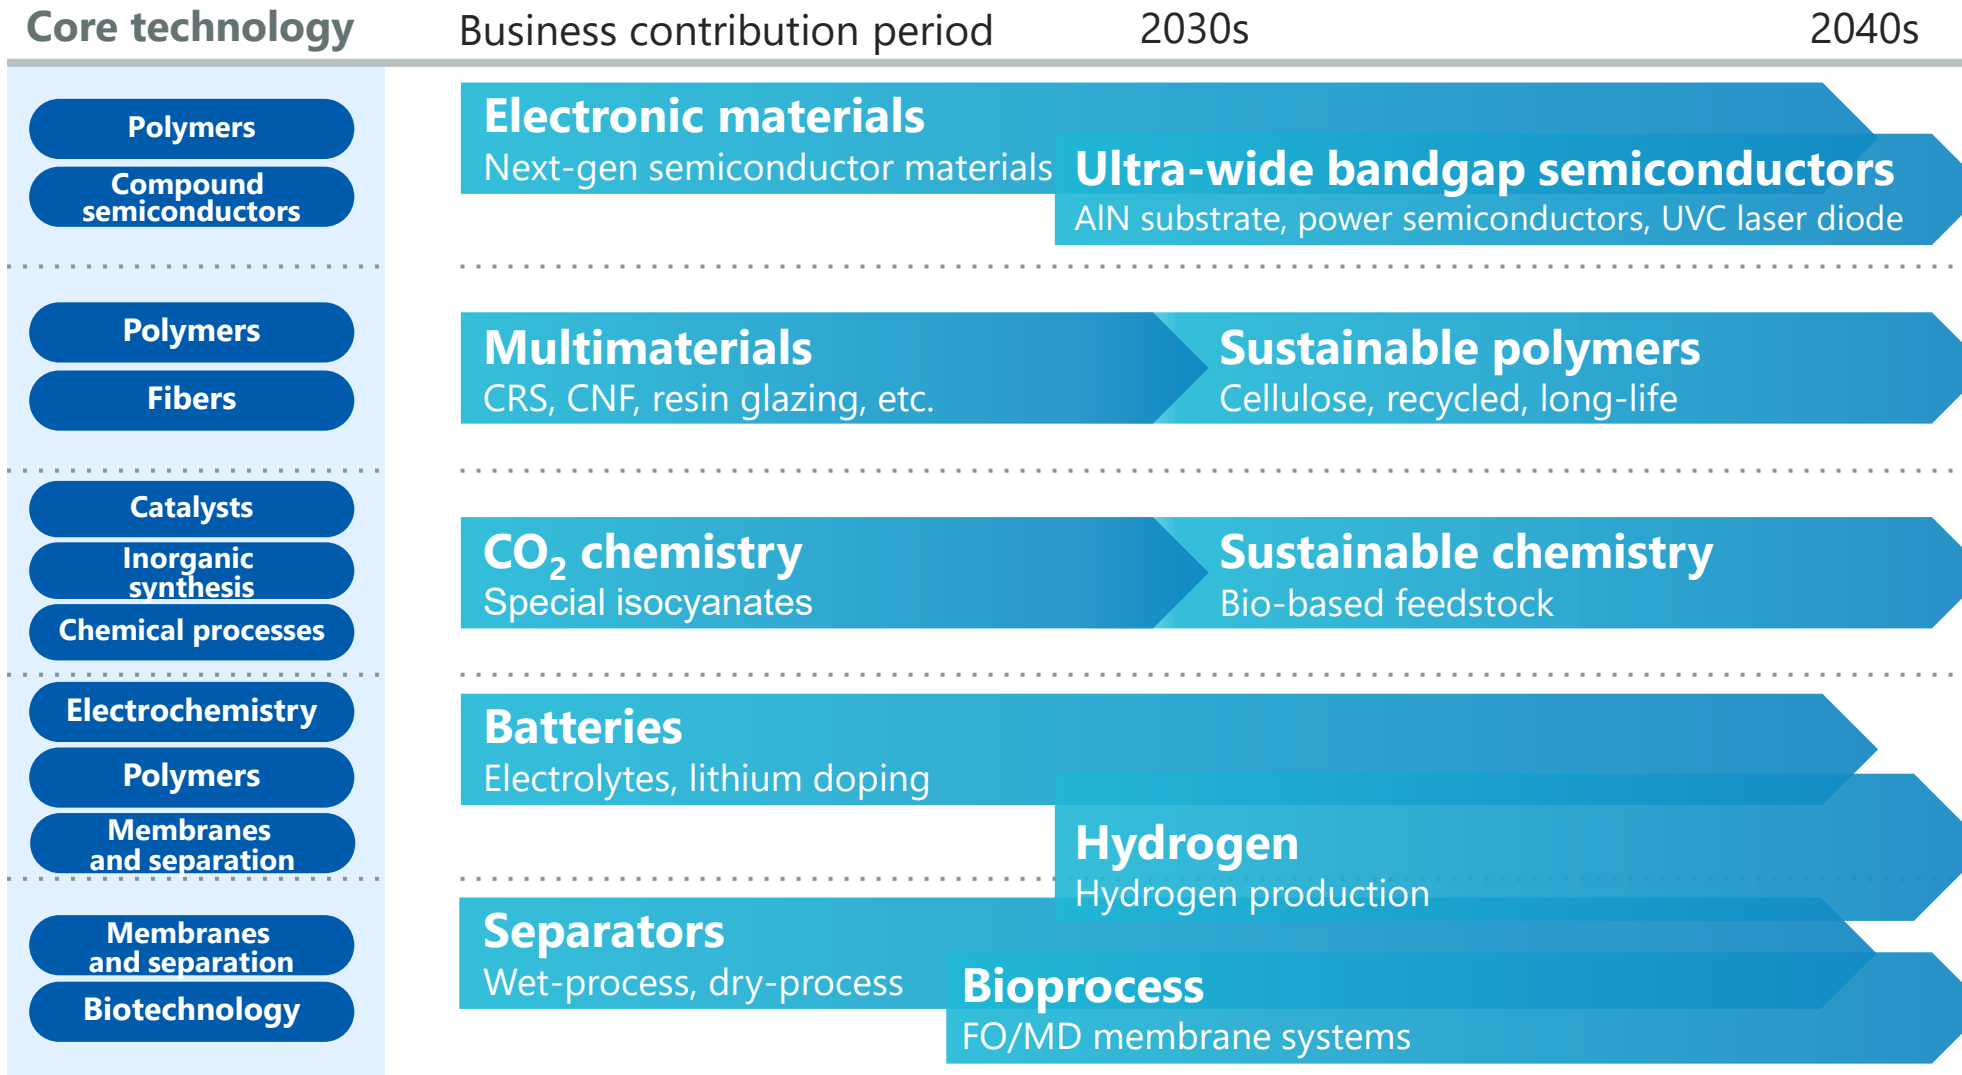 Core technology
Business contribution period
2030s
2040s
Polymers
Compound
semiconductors
Electronic materials
Next-gen semiconductor materials
Ultra-wide bandgap semiconductors
AlN substrate, power semiconductors, UVC laser diode
Polymers
Fibers
Multimaterials
CRS, CNF, resin glazing, etc.
Sustainable polymers
Cellulose, recycled, long-life
Catalysts
Inorganic
synthesis
Chemical processes
CO₂ chemistry
Special isocyanates
Sustainable chemistry
Bio-based feedstock
Electrochemistry
Polymers
Membranes
and separation
Batteries
Electrolytes, lithium doping
Hydrogen
Hydrogen production
Membranes
and separation
Biotechnology
Separators
Wet-process, dry-process
Bioprocess
FO/MD membrane systems